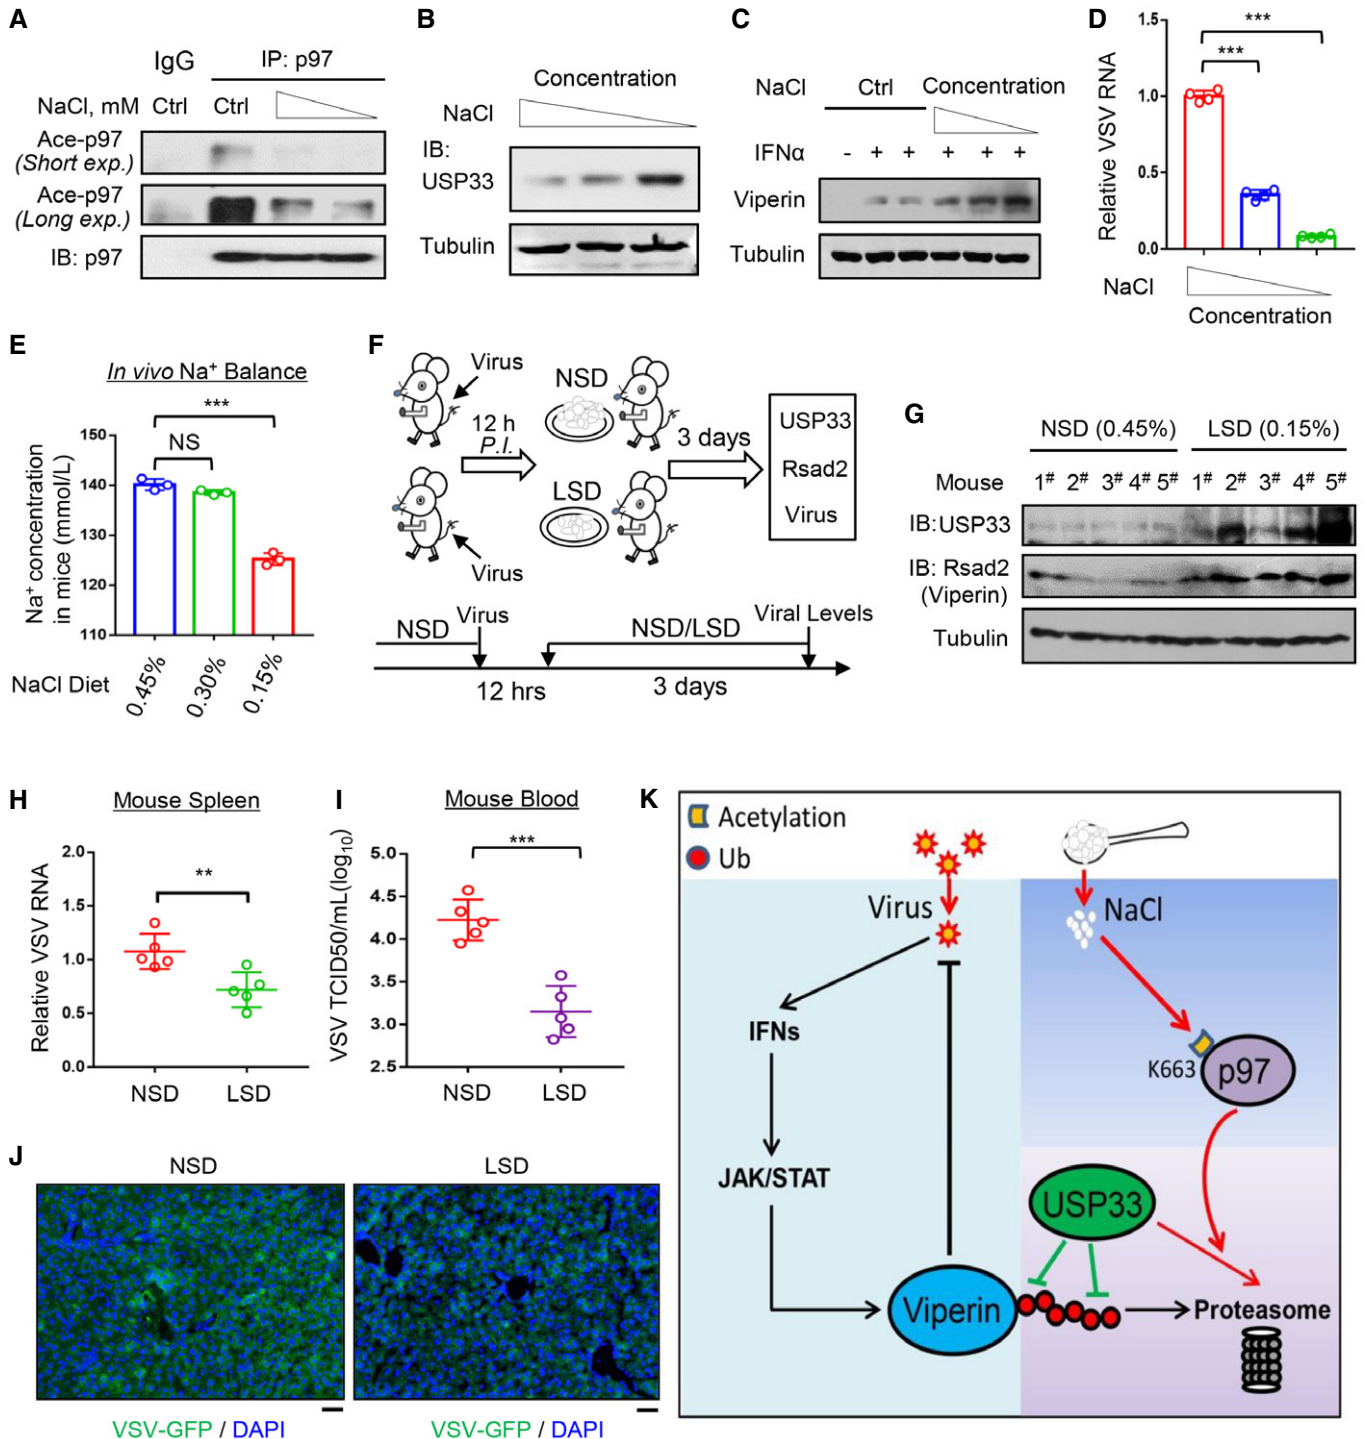 A
IgG
IP: p97
NaCl, mM Ctrl Ctrl
Ace-p97
(Short exp.)
Ace-p97
(Long exp.)
IB: p97
B
Concentration
NaCl
IB:
USP33
Tubulin
C
NaCl Ctrl Concentration
IFNα - + + + + +
Viperin
Tubulin
D
Relative VSV RNA
1.5
1.0
0.5
0.0
***
***
NaCl
Concentration
E
In vivo Na⁺ Balance
***
NS
Na⁺ concentration
in mice (mmol/L)
150
140
130
120
110
NaCl Diet 0.45% 0.30% 0.15%
F
Virus
NSD
12 h
P.I.
3 days
LSD
Virus
USP33
Rsad2
Virus
NSD Virus NSD/LSD Viral Levels
12 hrs 3 days
G
NSD (0.45%) LSD (0.15%)
Mouse 1# 2# 3# 4# 5# 1# 2# 3# 4# 5#
IB:USP33
IB: Rsad2
(Viperin)
Tubulin
H
Mouse Spleen
Relative VSV RNA
2.0
1.5
1.0
0.5
0.0
**
NSD LSD
I
Mouse Blood
VSV TCID50/mL(log₁₀)
5.0
4.5
4.0
3.5
3.0
2.5
***
NSD LSD
J
NSD LSD
VSV-GFP / DAPI VSV-GFP / DAPI
K
Acetylation
Ub
Virus
NaCl
IFNs
K663
p97
JAK/STAT
USP33
Viperin
Proteasome